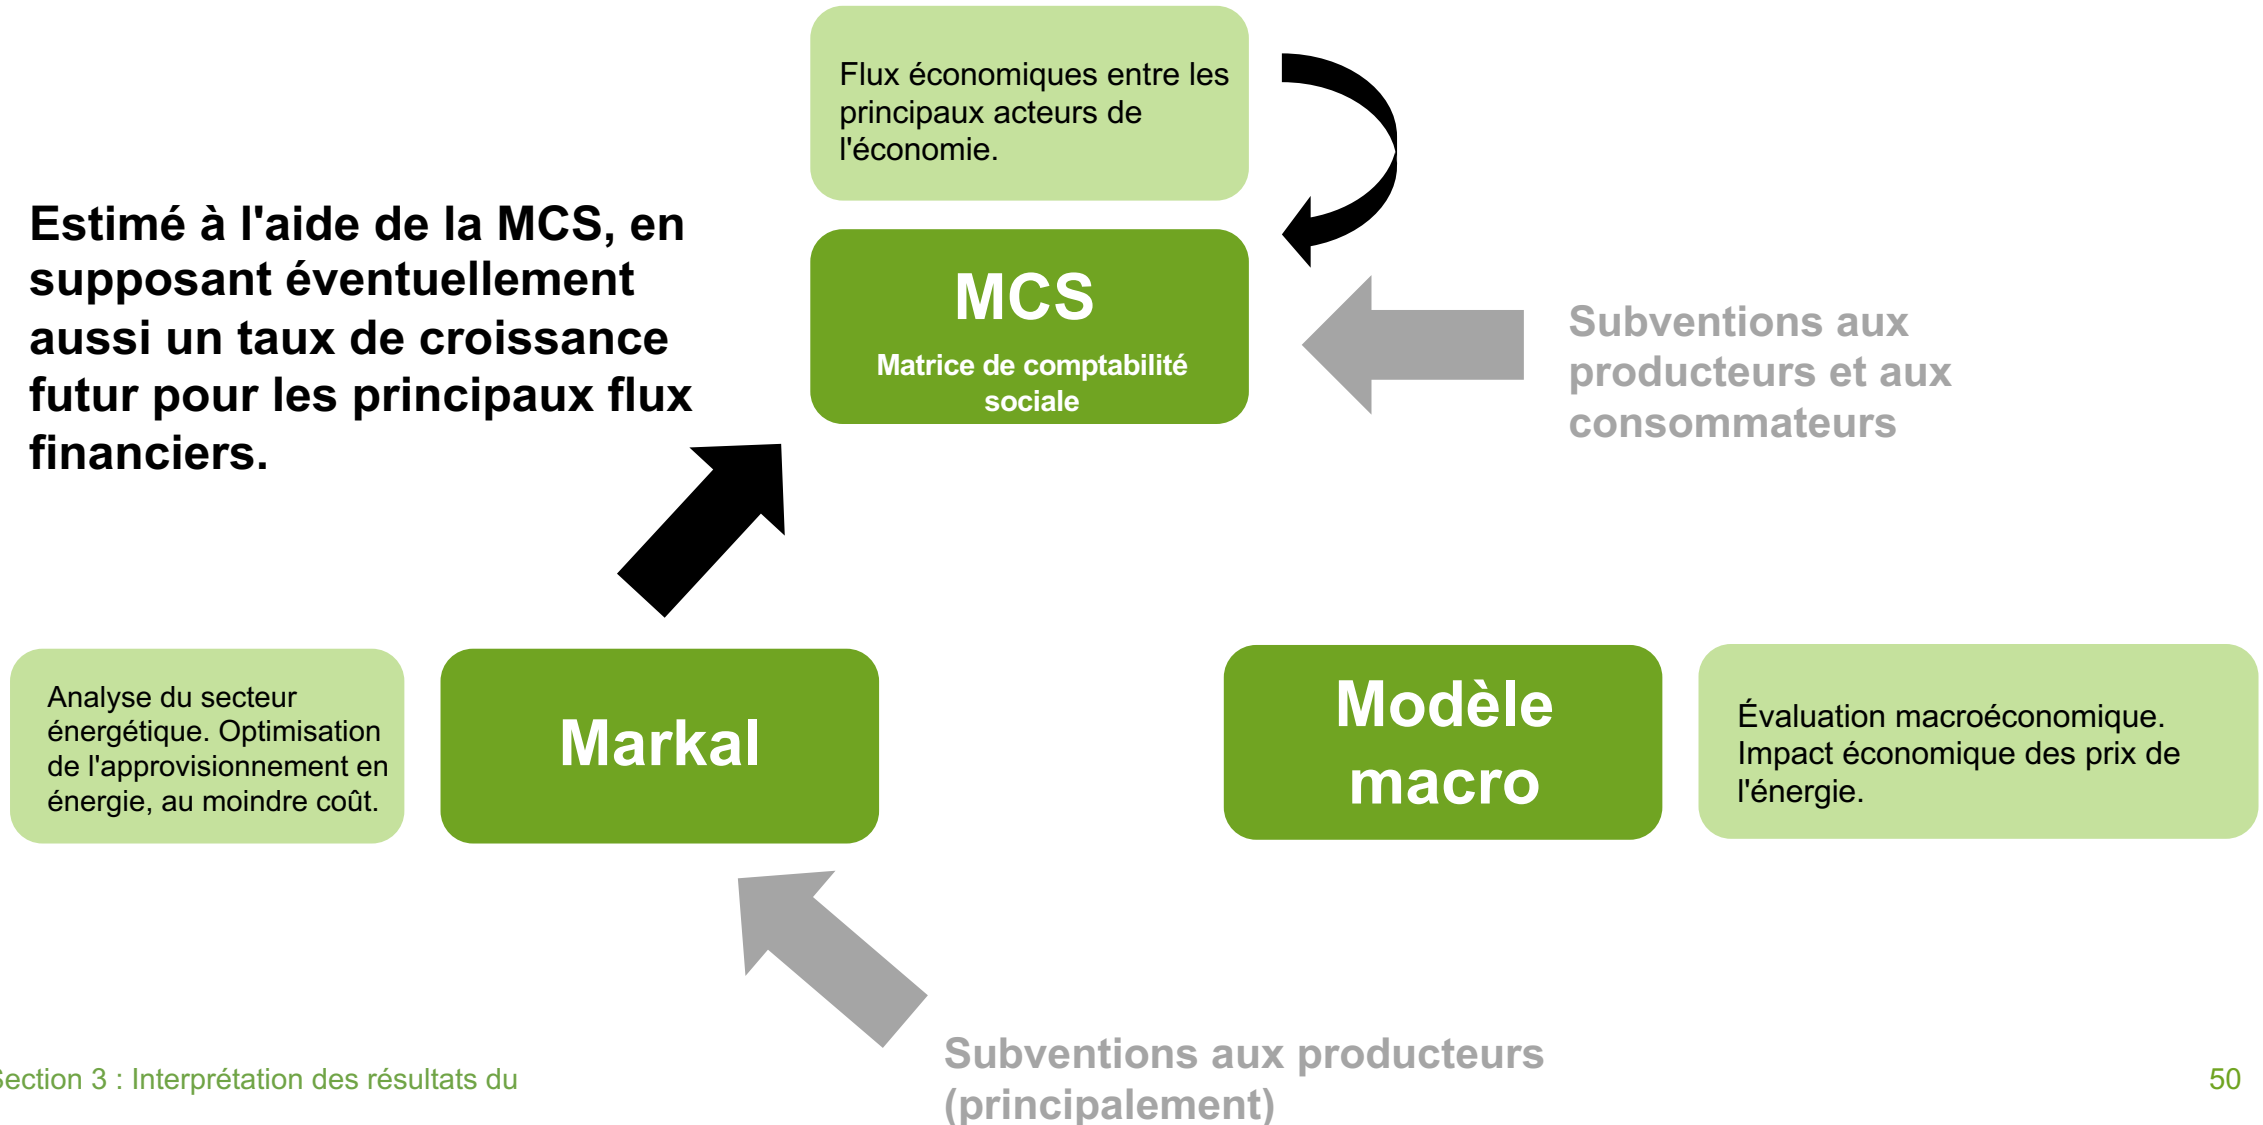 Flux économiques entre les
principaux acteurs de
l'économie.
Estimé à l'aide de la MCS, en
supposant éventuellement
aussi un taux de croissance
futur pour les principaux flux
financiers.
MCS
Matrice de comptabilité
sociale
Subventions aux
producteurs et aux
consommateurs
Analyse du secteur
énergétique. Optimisation
de l'approvisionnement en
énergie, au moindre coût.
Markal
Modèle
macro
Évaluation macroéconomique.
Impact économique des prix de
l'énergie.
Subventions aux producteurs
(principalement)
Section 3 : Interprétation des résultats du
50